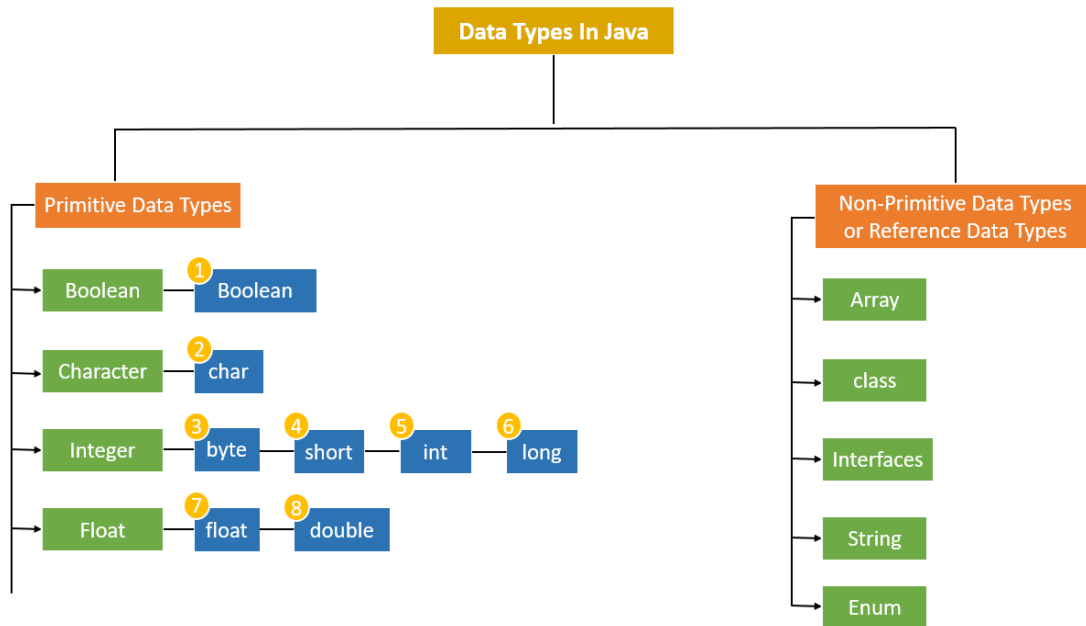 Data Types In Java
Primitive Data Types
Boolean
1
Boolean
Character
2
char
Integer
3
byte
4
short
5
int
6
long
Float
7
float
8
double
Non-Primitive Data Types
or Reference Data Types
Array
class
Interfaces
String
Enum